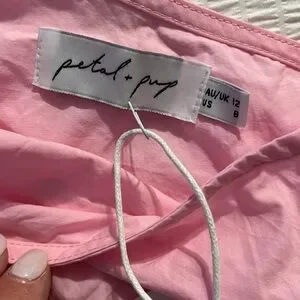 petal + pup
AU/UK 12
US 8